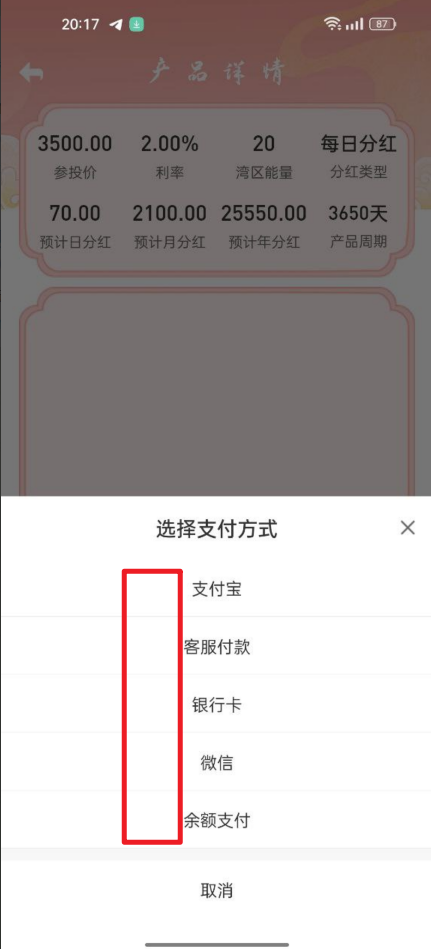 20:17
87
产品详情
3500.00 2.00% 20 每日分红
参投价 利率 湾区能量 分红类型
70.00 2100.00 25550.00 3650天
预计日分红 预计月分红 预计年分红 产品周期
选择支付方式
支付宝
客服付款
银行卡
微信
余额支付
取消